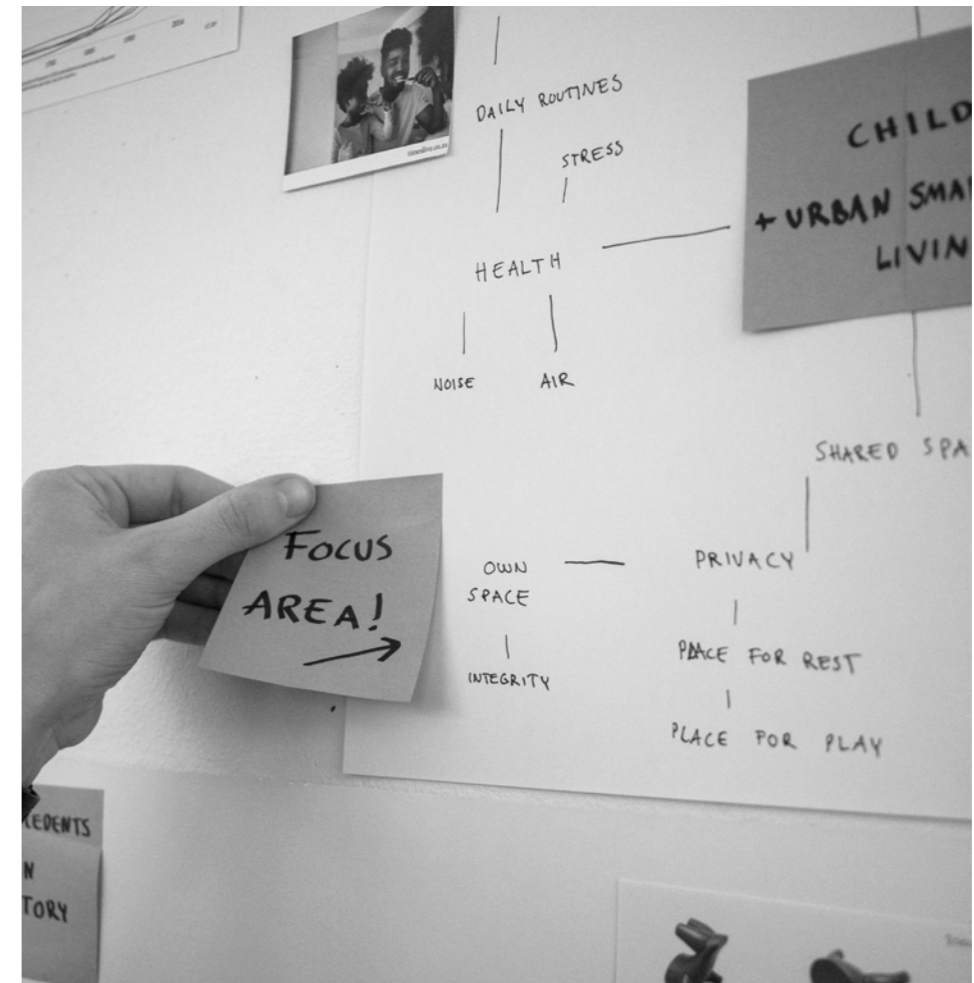 DAILY ROUTINES
STRESS
HEALTH
NOISE
AIR
CHILD
+ URBAN SMA
LIVIN
SHARED SPA
FOCUS
AREA!
OWN
SPACE
INTEGRITY
PRIVACY
PLACE FOR REST
PLACE FOR PLAY
EDENTS
N
TORY